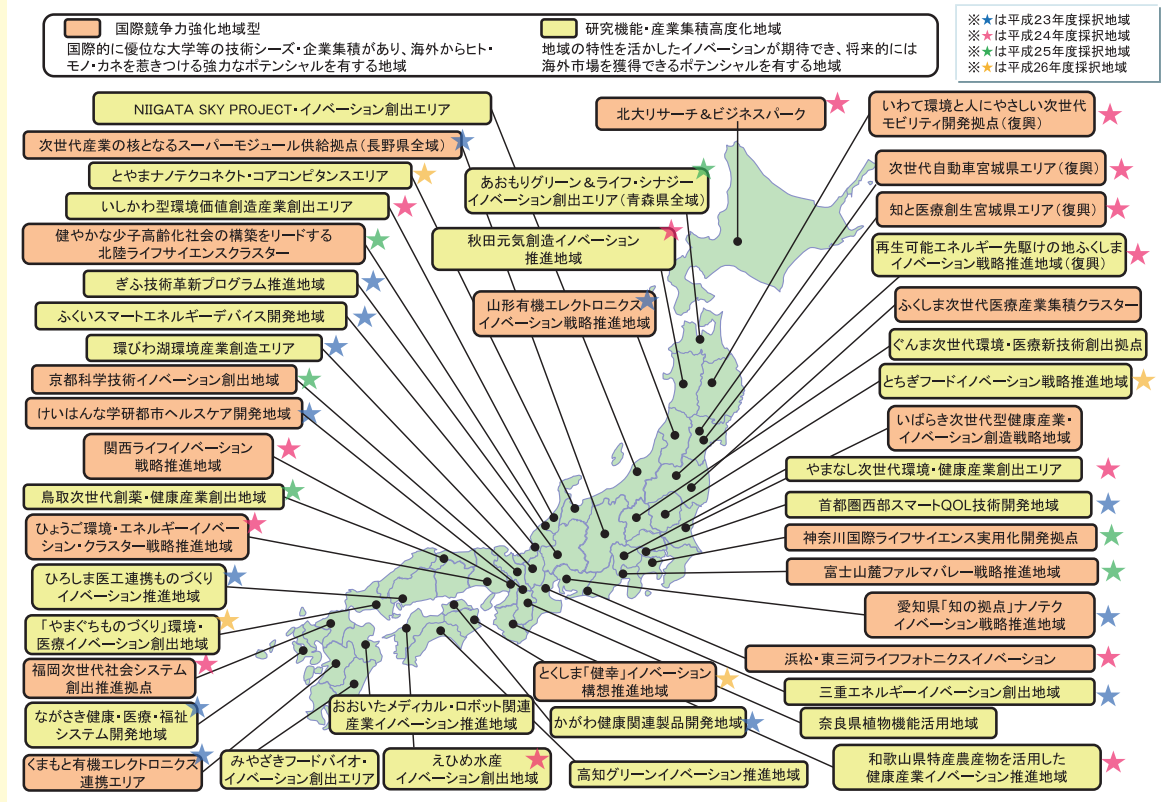 国際競争力強化地域型
国際的に優位な大学等の技術シーズ・企業集積があり、海外からヒト・
モノ・カネを惹きつける強力なポテンシャルを有する地域
研究機能・産業集積高度化地域
地域の特性を活かしたイノベーションが期待でき、将来的には
海外市場を獲得できるポテンシャルを有する地域
※★は平成23年度採択地域
※★は平成24年度採択地域
※★は平成25年度採択地域
※★は平成26年度採択地域
NIIGATA SKY PROJECT・イノベーション創出エリア
次世代産業の核となるスーパーモジュール供給拠点（長野県全域）
とやまナノテクコネクト・コアコンピタンスエリア
いしかわ型環境価値創造産業創出エリア
健やかな少子高齢化社会の構築をリードする
北陸ライフサイエンスクラスター
ぎふ技術革新プログラム推進地域
ふくいスマートエネルギーデバイス開発地域
環びわ湖環境産業創造エリア
京都科学技術イノベーション創出地域
けいはんな学研都市ヘルスケア開発地域
関西ライフイノベーション
戦略推進地域
鳥取次世代創薬・健康産業創出地域
ひょうご環境・エネルギーイノベー
ション・クラスター戦略推進地域
ひろしま医工連携ものづくり
イノベーション推進地域
「やまぐちものづくり」環境・
医療イノベーション創出地域
福岡次世代社会システム
創出推進拠点
ながさき健康・医療・福祉
システム開発地域
くまもと有機エレクトロニクス
連携エリア
北大リサーチ＆ビジネスパーク
あおもりグリーン＆ライフ・シナジー
イノベーション創出エリア（青森県全域）
秋田元気創造イノベーション
推進地域
山形有機エレクトロニクス
イノベーション戦略推進地域
いわて環境と人にやさしい次世代
モビリティ開発拠点（復興）
次世代自動車宮城県エリア（復興）
知と医療創生宮城県エリア（復興）
再生可能エネルギー先駆けの地ふくしま
イノベーション戦略推進地域（復興）
ふくしま次世代医療産業集積クラスター
ぐんま次世代環境・医療新技術創出拠点
とちぎフードイノベーション戦略推進地域
いばらき次世代型健康産業・
イノベーション創造戦略地域
やまなし次世代環境・健康産業創出エリア
首都圏西部スマートQOL技術開発地域
神奈川国際ライフサイエンス実用化開発拠点
富士山麓ファルマバレー戦略推進地域
愛知県「知の拠点」ナノテク
イノベーション戦略推進地域
浜松・東三河ライフフォトニクスイノベーション
三重エネルギーイノベーション創出地域
奈良県植物機能活用地域
和歌山県特産農産物を活用した
健康産業イノベーション推進地域
とくしま「健幸」イノベーション
構想推進地域
かがわ健康関連製品開発地域
おおいたメディカル・ロボット関連
産業イノベーション推進地域
みやざきフードバイオ・
イノベーション創出エリア
えひめ水産
イノベーション創出地域
高知グリーンイノベーション推進地域